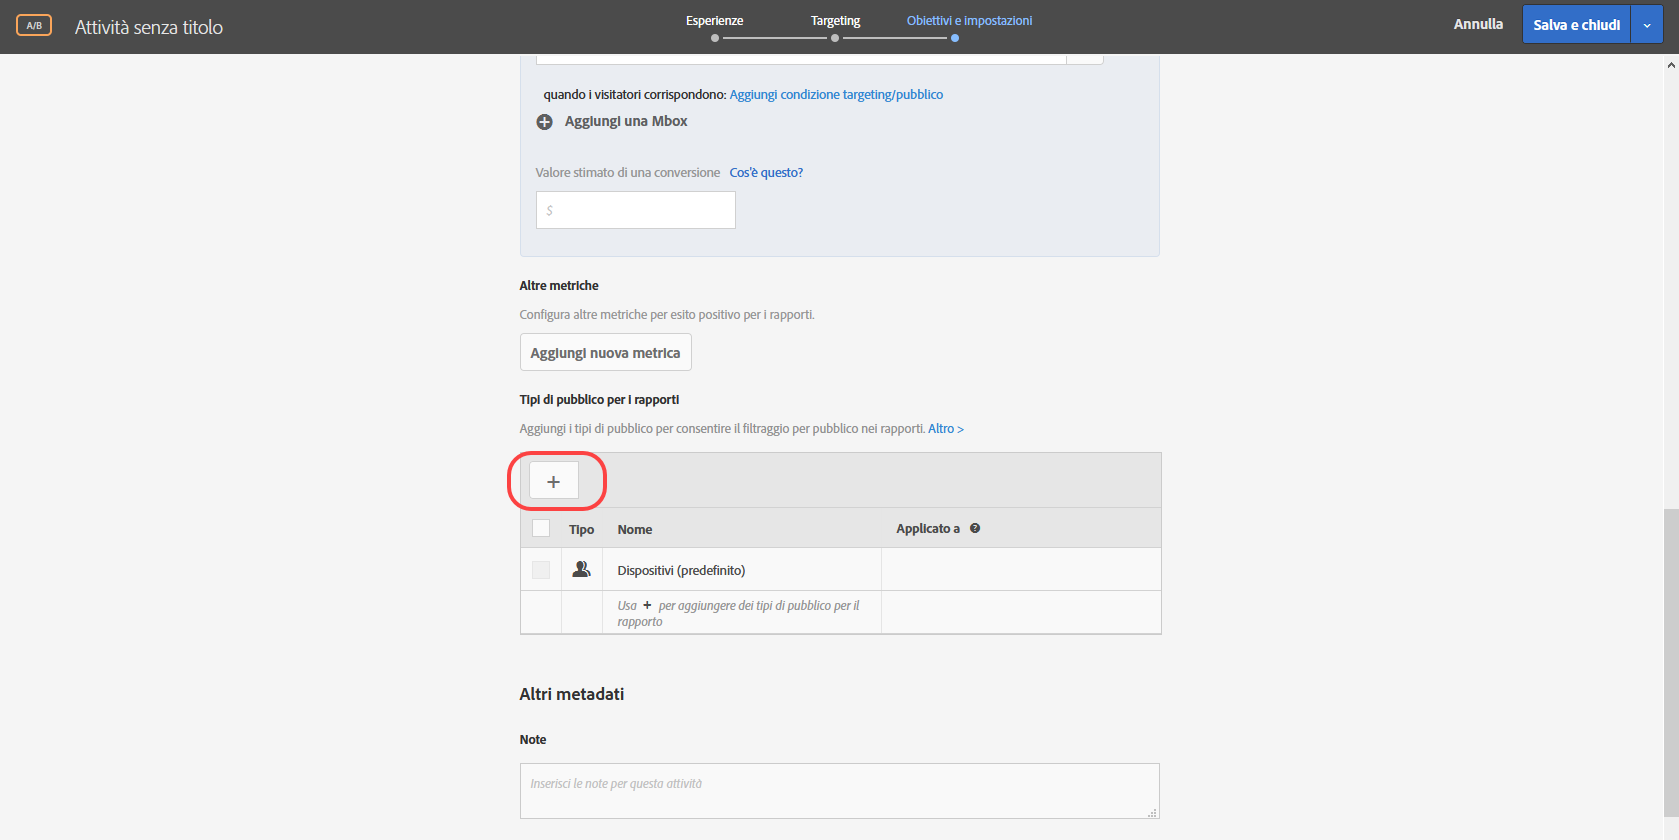 A/B
Attività senza titolo
Esperienze
Targeting
Obiettivi e impostazioni
Annulla
Salva e chiudi
quando i visitatori corrispondono: Aggiungi condizione targeting/pubblico
Aggiungi una Mbox
Valore stimato di una conversione Cos'è questo?
$
Altre metriche
Configura altre metriche per esito positivo per i rapporti.
Aggiungi nuova metrica
Tipi di pubblico per i rapporti
Aggiungi i tipi di pubblico per consentire il filtraggio per pubblico nei rapporti. Altro >
+
Tipo Nome Applicato a ?
Dispositivi (predefinito)
Usa + per aggiungere dei tipi di pubblico per il
rapporto
Altri metadati
Note
Inserisci le note per questa attività